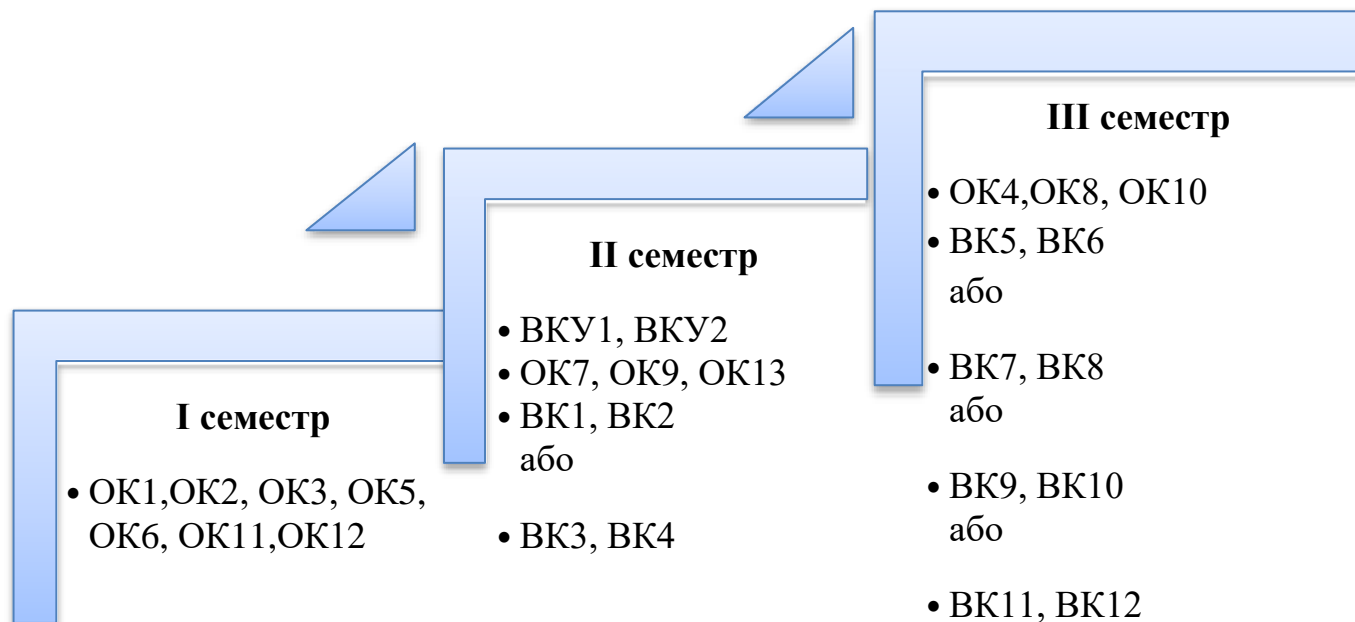 I семестр
• ОК1,ОК2, ОК3, ОК5,
ОК6, ОК11,ОК12
II семестр
• ВКУ1, ВКУ2
• ОК7, ОК9, ОК13
• ВК1, ВК2
або
• ВК3, ВК4
III семестр
• ОК4,ОК8, ОК10
• ВК5, ВК6
або
• ВК7, ВК8
або
• ВК9, ВК10
або
• ВК11, ВК12